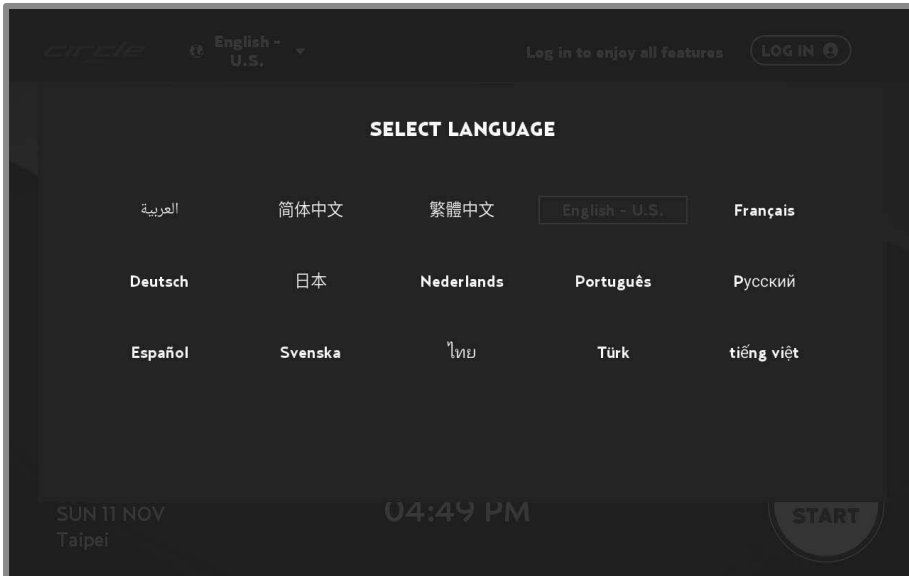 circle
English -
U.S.
Log in to enjoy all features
LOG IN
SELECT LANGUAGE
العربية
简体中文
繁體中文
English - U.S.
Français
Deutsch
日本
Nederlands
Português
Русский
Español
Svenska
ไทย
Türk
tiếng việt
SUN 11 NOV
Taipei
04:49 PM
START